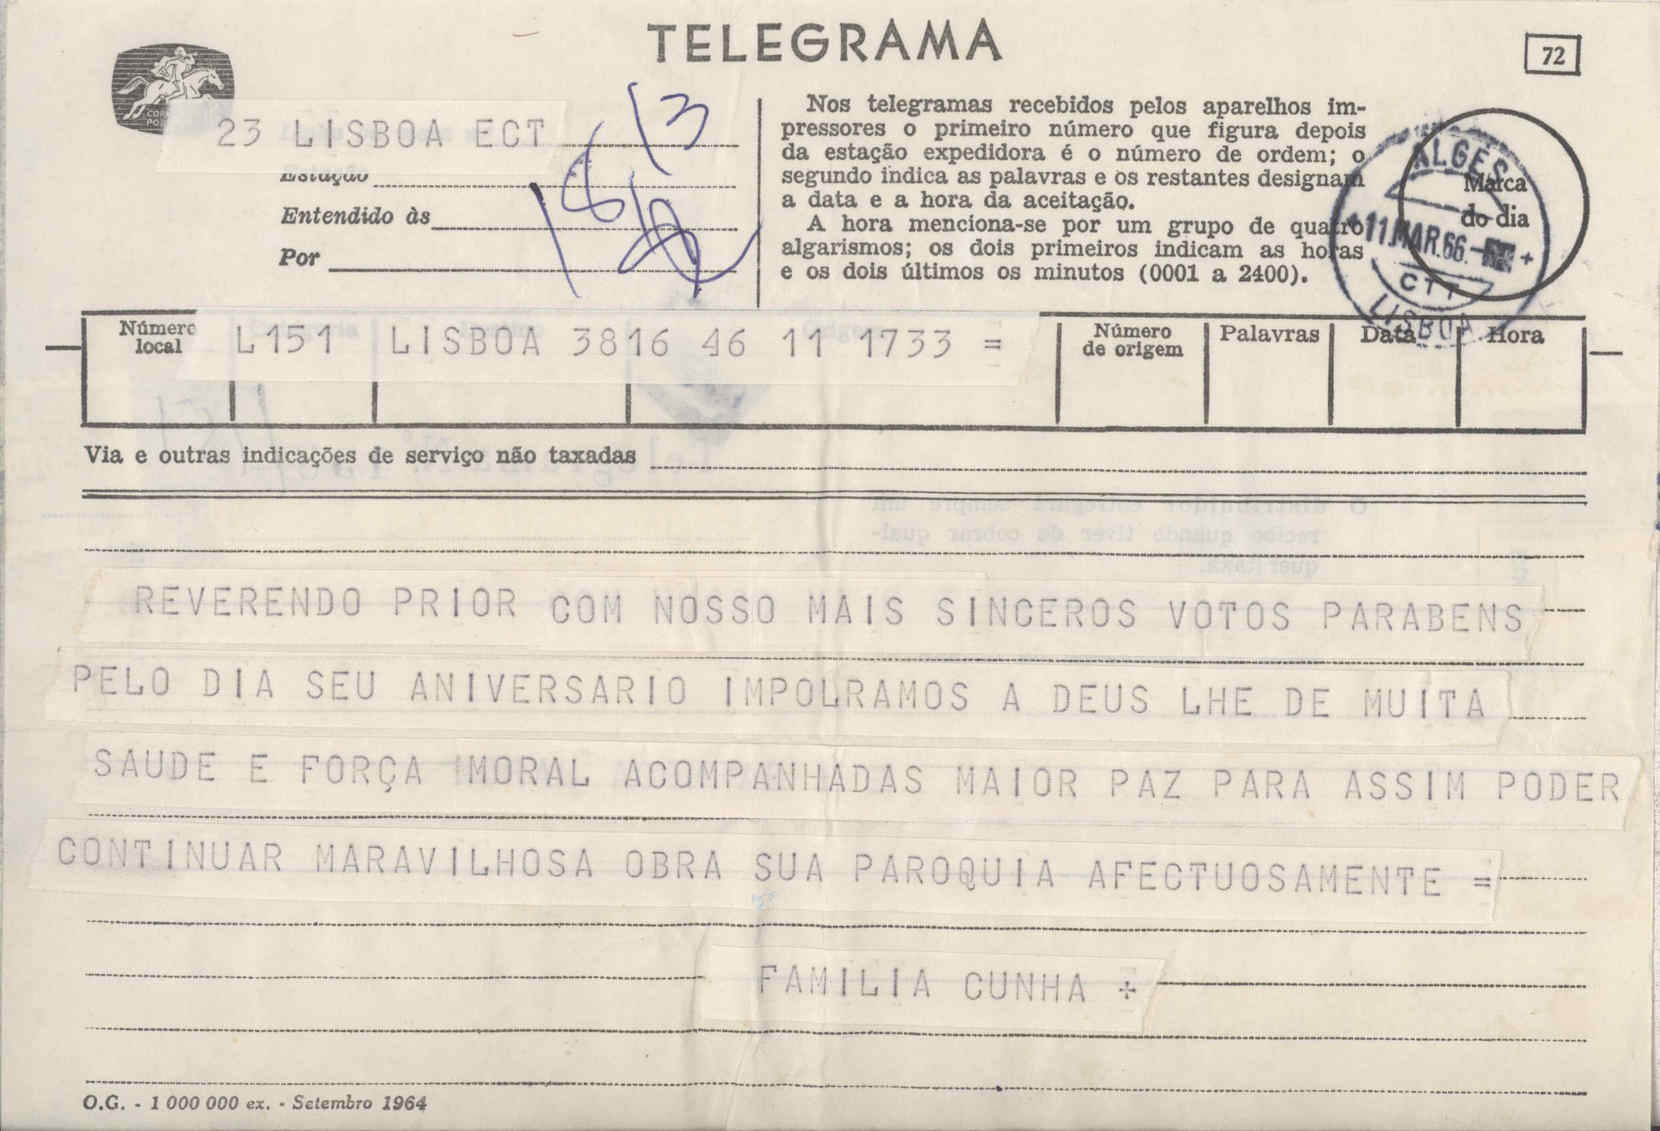 TELEGRAMA
72
23 LISBOA ECT
Estação
Entendido às
Por
13
Nos telegramas recebidos pelos aparelhos im-
pressores o primeiro número que figura depois
da estação expedidora é o número de ordem; o
segundo indica as palavras e os restantes designam
a data e a hora da aceitação.
A hora menciona-se por um grupo de quatro
algarismos; os dois primeiros indicam as horas
e os dois últimos os minutos (0001 a 2400).
Marca
do dia
ALGÉS
11.MAR.66.
CTT
LISBOA
Número
local
L151 LISBOA 3816 46 11 1733 =
Número
de origem
Palavras
Data
Hora
Via e outras indicações de serviço não taxadas
REVERENDO PRIOR COM NOSSO MAIS SINCEROS VOTOS PARABENS
PELO DIA SEU ANIVERSARIO IMPOLRAMOS A DEUS LHE DE MUITA
SAUDE E FORÇA MORAL ACOMPANHADAS MAIOR PAZ PARA ASSIM PODER
CONTINUAR MARAVILHOSA OBRA SUA PAROQUIA AFECTUOSAMENTE =
FAMILIA CUNHA +
O.G. - 1 000 000 ex. - Setembro 1964